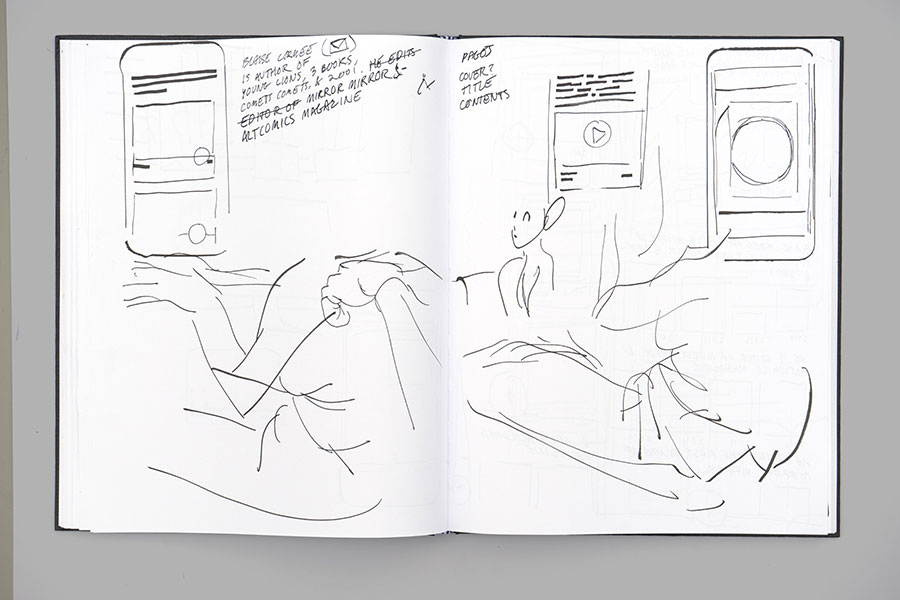 BLAISE LARMEE
IS AUTHOR OF
YOUNG LIONS, 3 BOOKS,
COMETS COMETS, & 2001. HE EDITS
EDITOR OF MIRROR MIRROR &
ALTCOMICS MAGAZINE
PAGES
COVER?
TITLE
CONTENTS